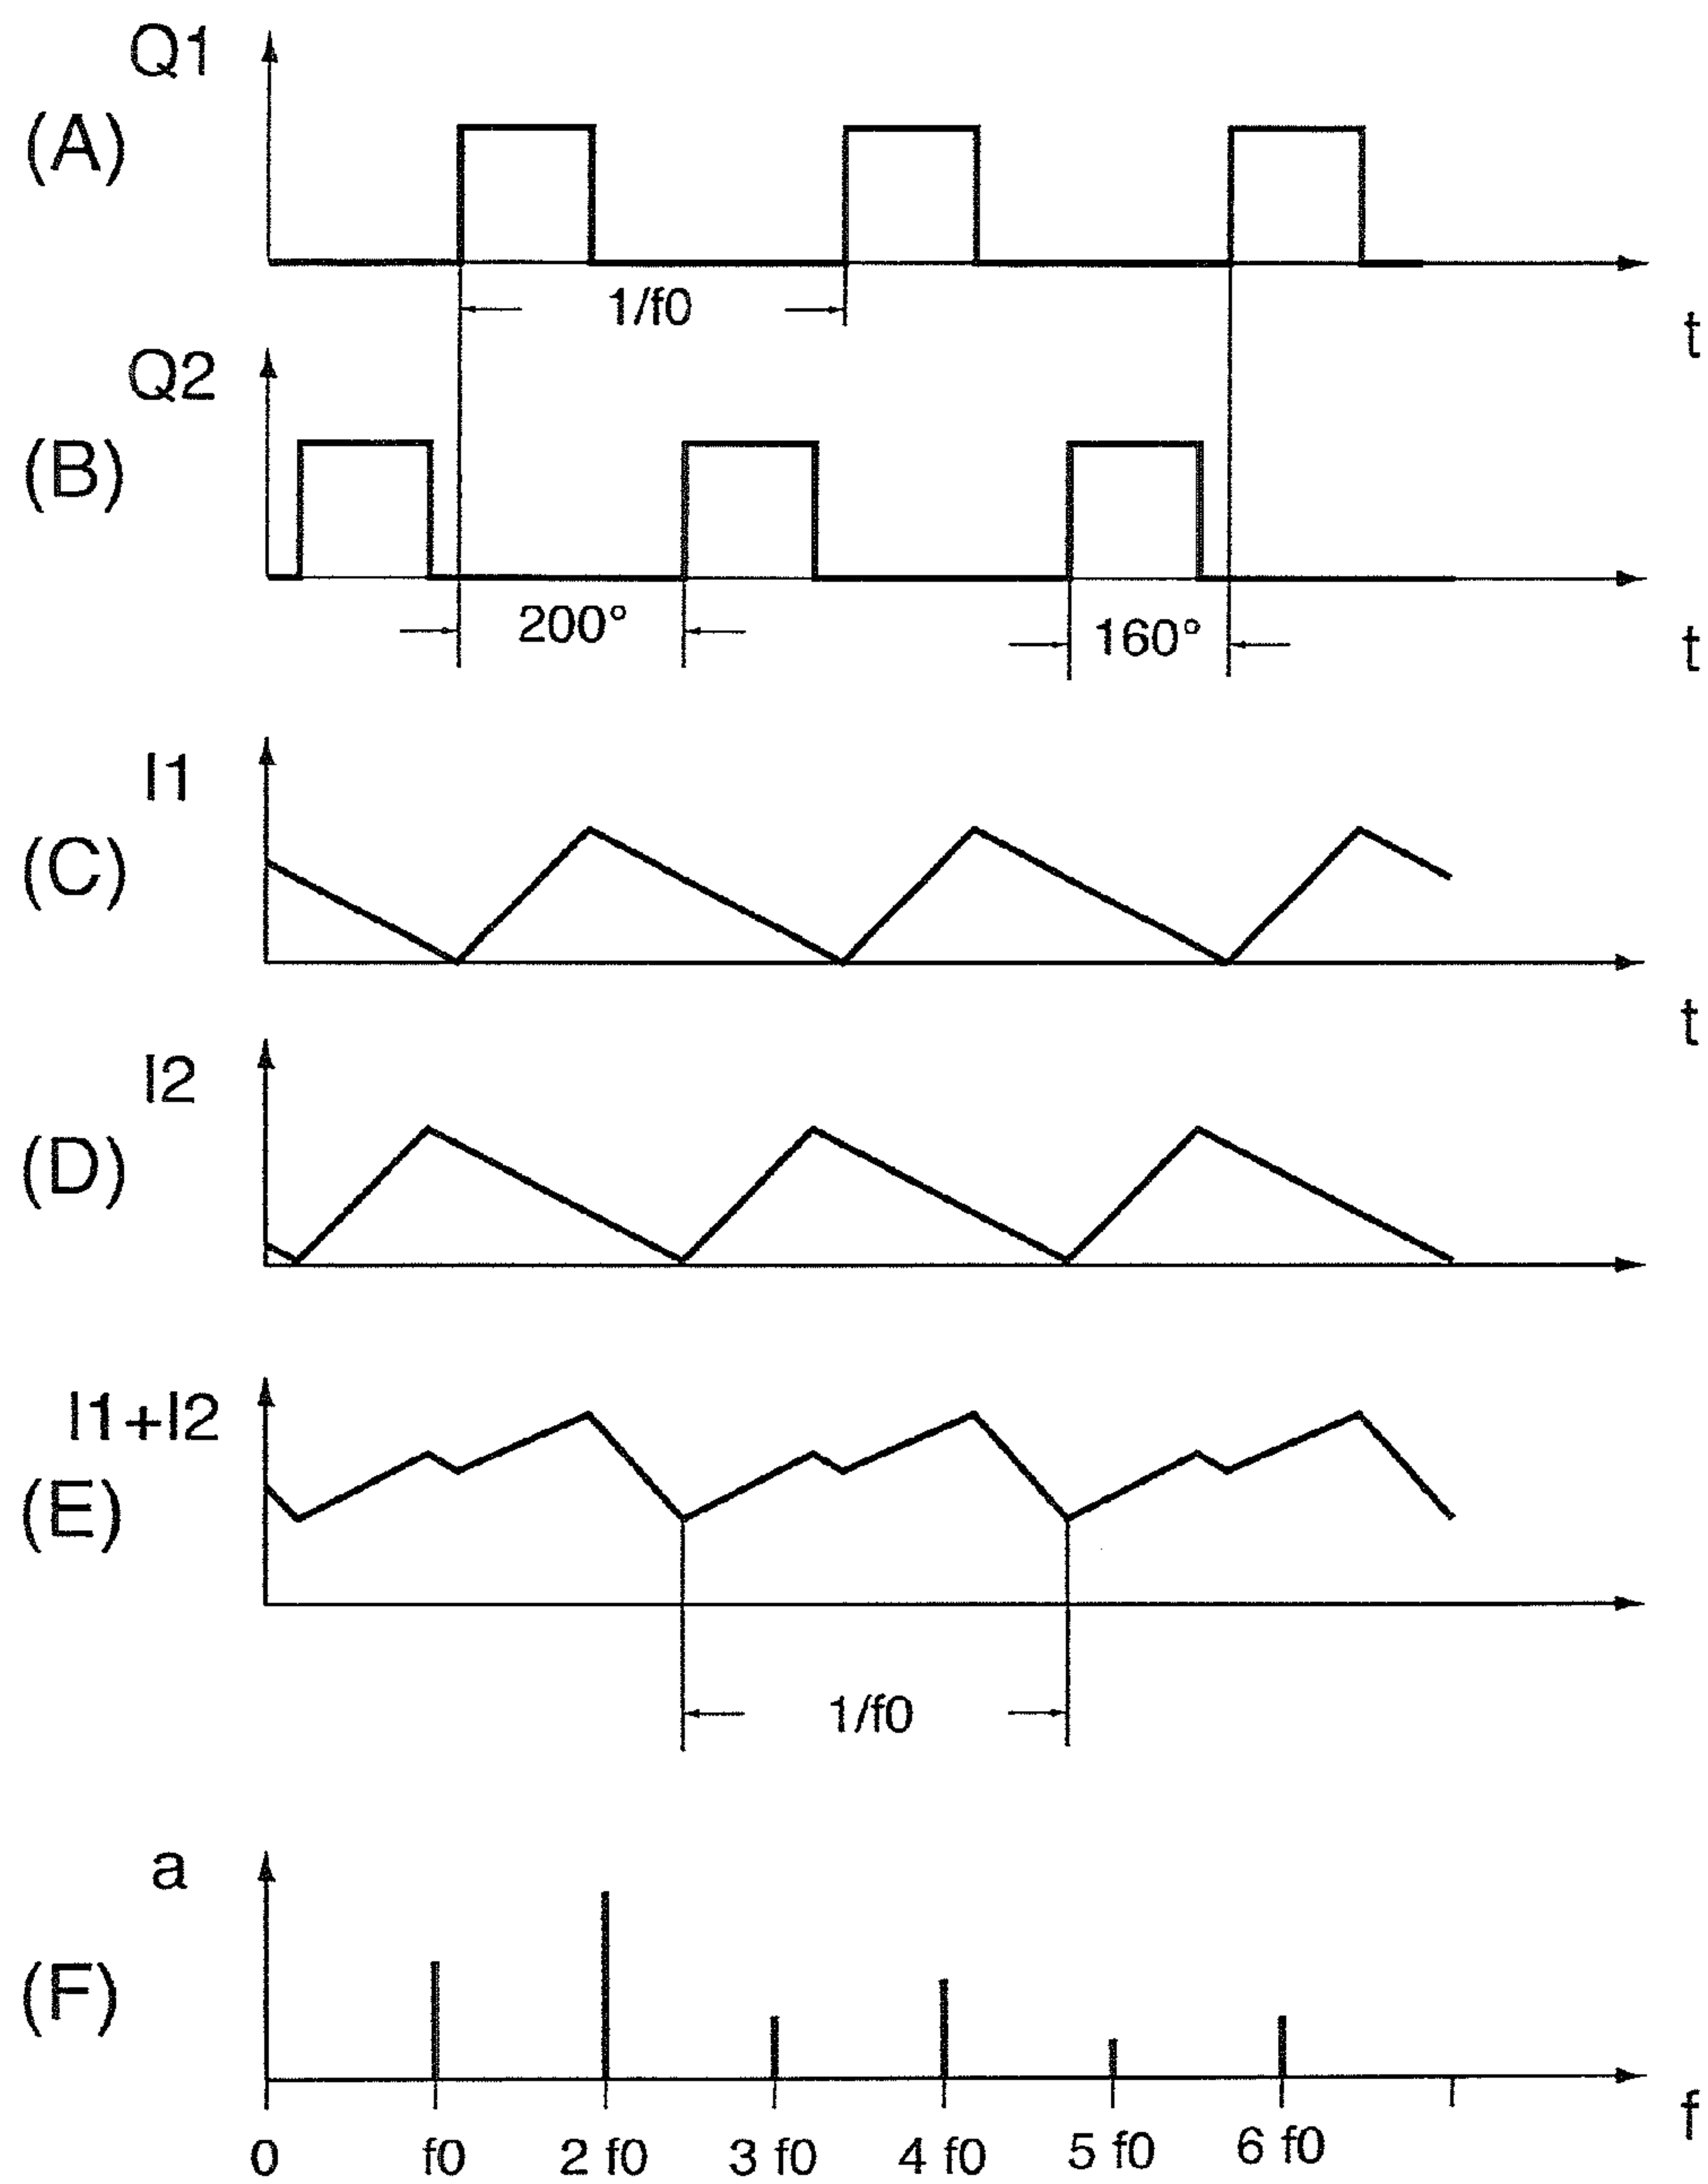 Q1
(A)
1/f0
t
Q2
(B)
200°
160°
t
I1
(C)
t
I2
(D)
I1+I2
(E)
1/f0
a
(F)
f
0 f0 2 f0 3 f0 4 f0 5 f0 6 f0